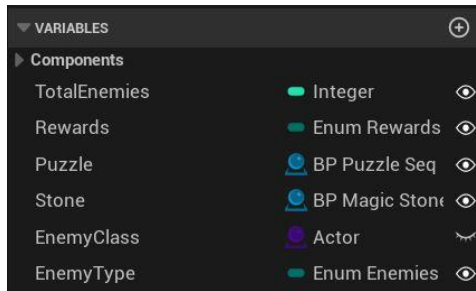 VARIABLES
Components
TotalEnemies Integer
Rewards Enum Rewards
Puzzle BP Puzzle Seq
Stone BP Magic Stone
EnemyClass Actor
EnemyType Enum Enemies